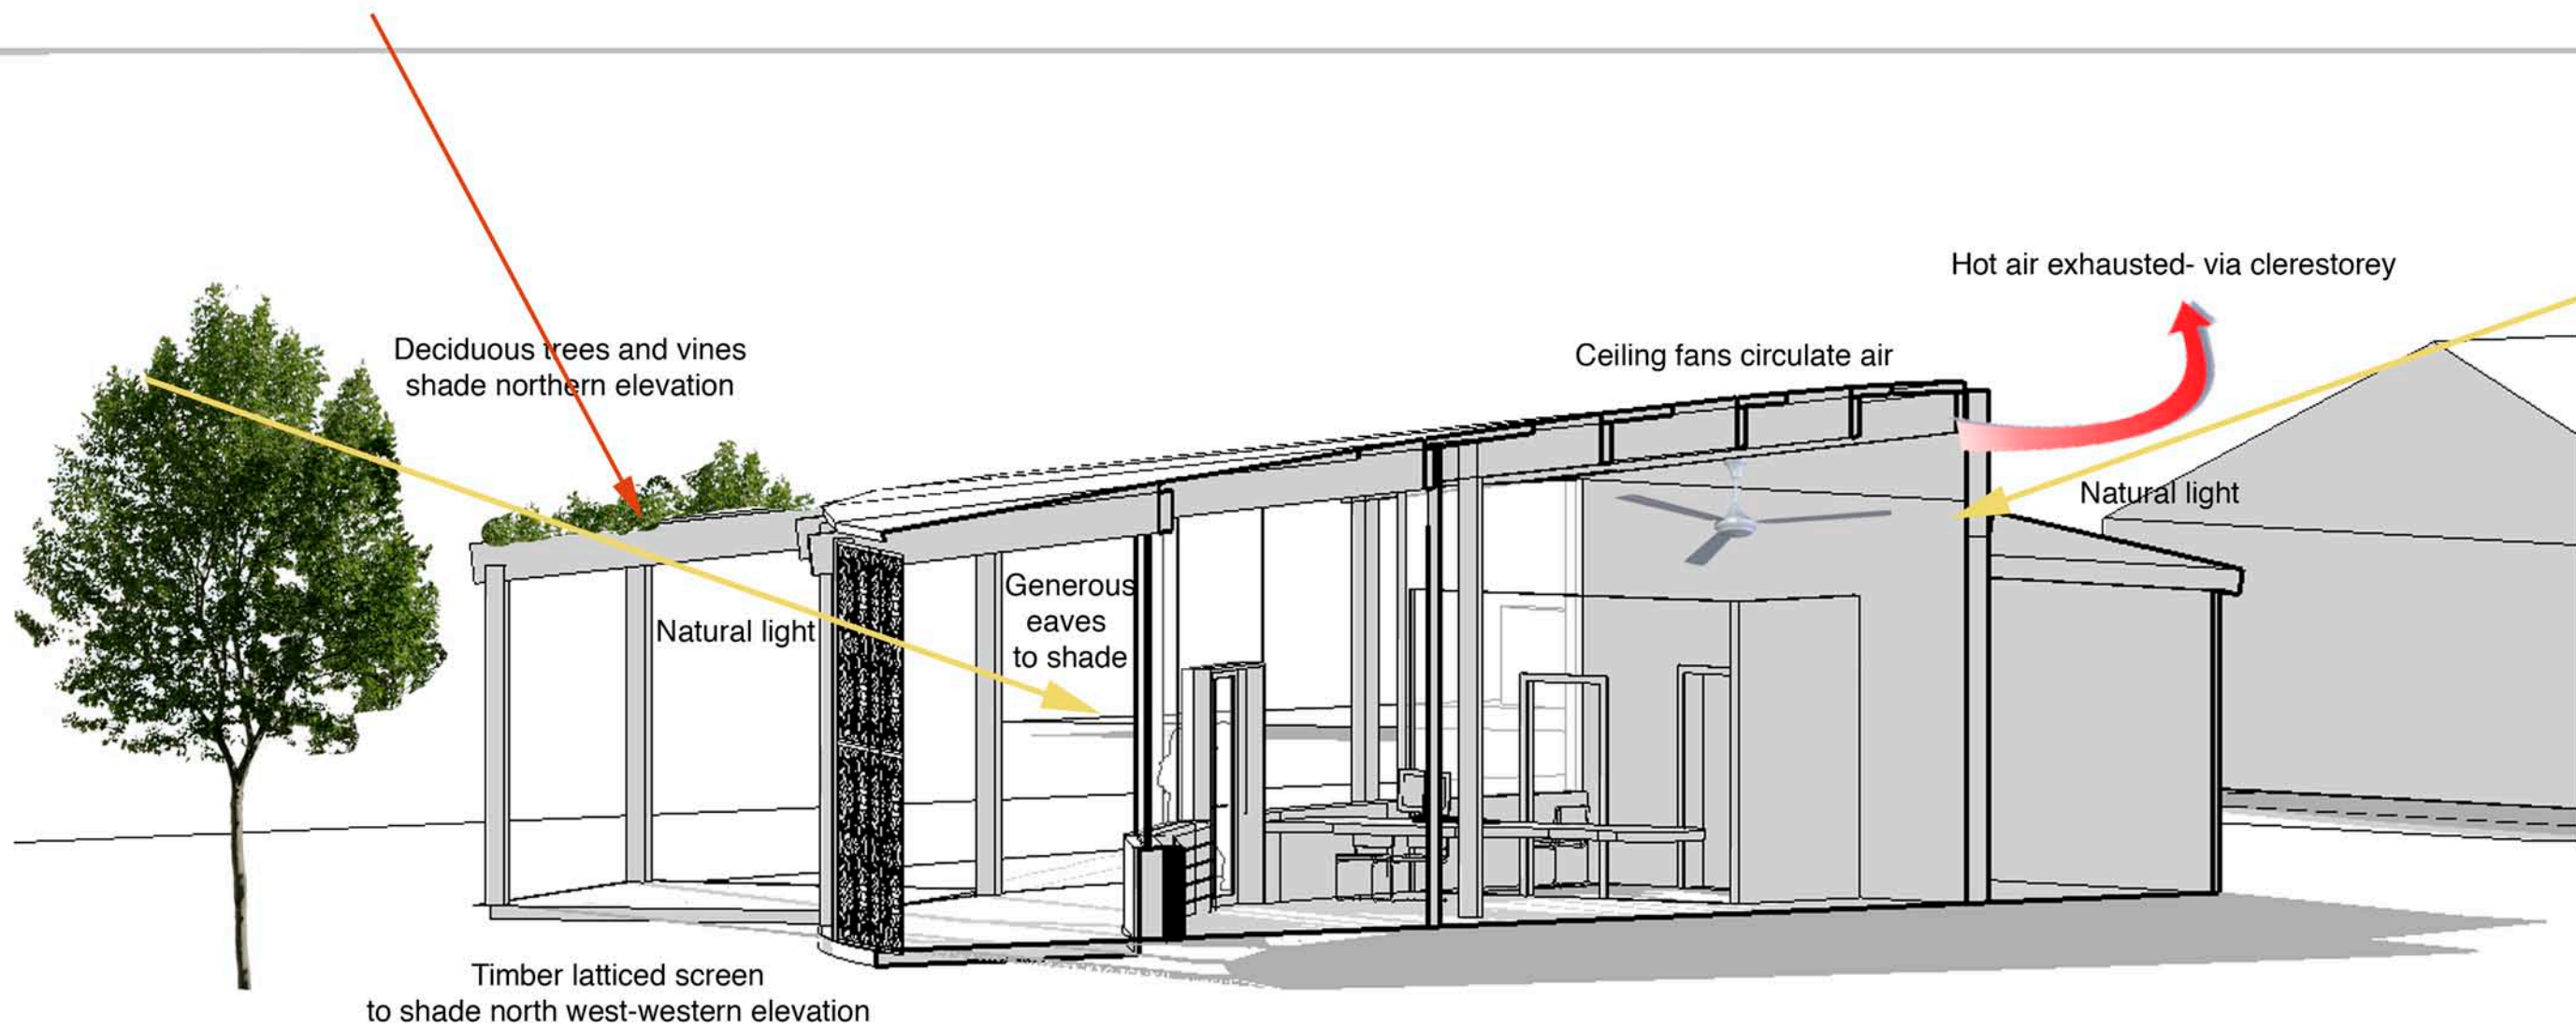 Hot air exhausted- via clerestorey
Deciduous trees and vines
shade northern elevation
Ceiling fans circulate air
Natural light
Generous
eaves
to shade
Natural light
Timber latticed screen
to shade north west-western elevation